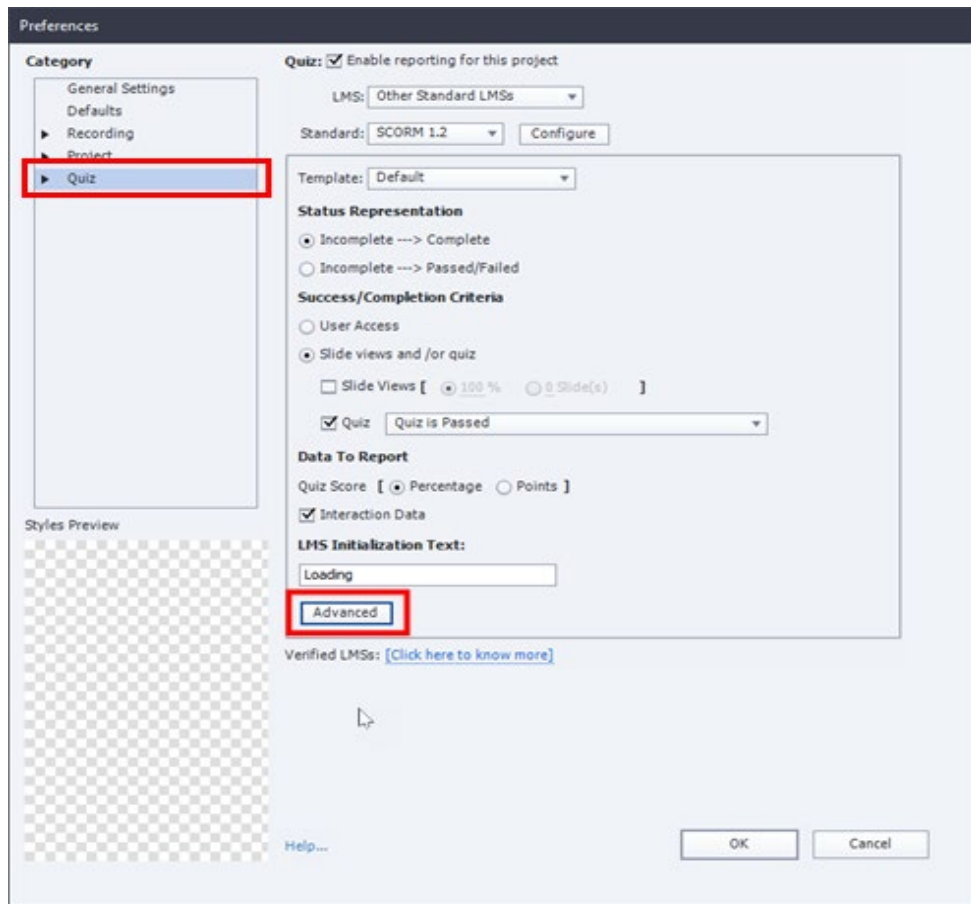 Preferences
Category
General Settings
Defaults
Recording
Project
Quiz
Styles Preview
Quiz: Enable reporting for this project
LMS: Other Standard LMSs
Standard: SCORM 1.2 Configure
Template: Default
Status Representation
Incomplete ---> Complete
Incomplete ---> Passed/Failed
Success/Completion Criteria
User Access
Slide views and /or quiz
Slide Views [ 100 % 0 Slide(s) ]
Quiz Quiz is Passed
Data To Report
Quiz Score [ Percentage Points ]
Interaction Data
LMS Initialization Text:
Loading
Advanced
Verified LMSs: [Click here to know more]
Help...
OK Cancel